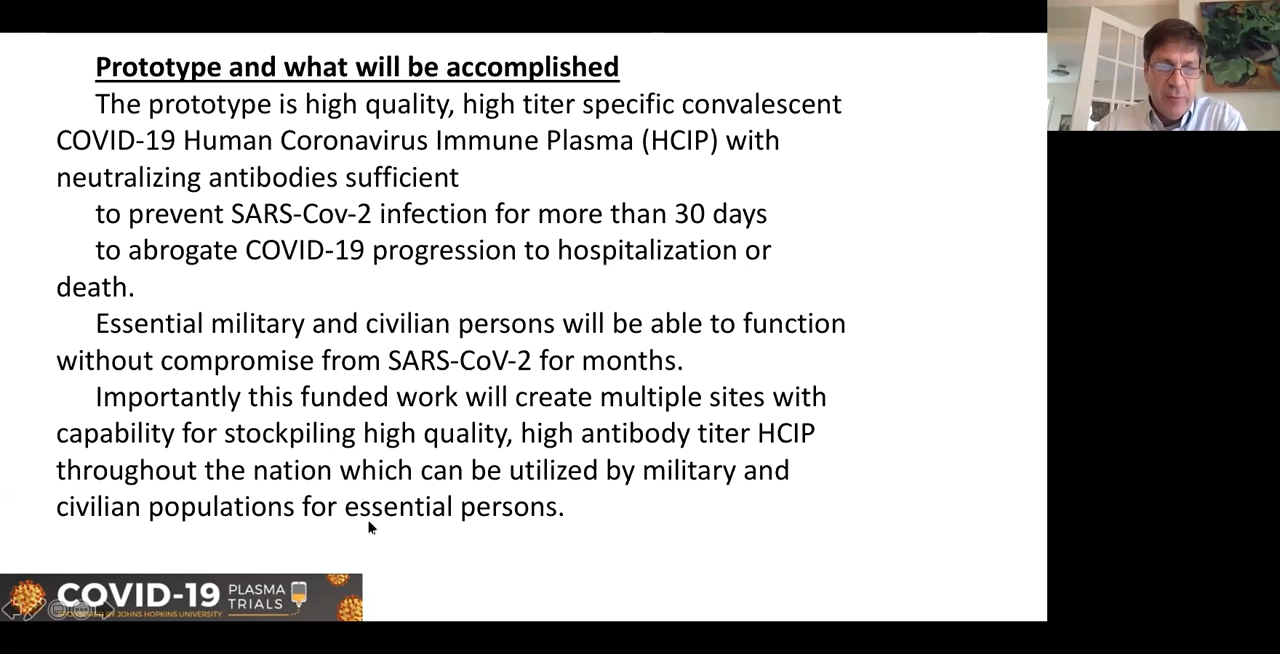 Prototype and what will be accomplished
The prototype is high quality, high titer specific convalescent
COVID-19 Human Coronavirus Immune Plasma (HCIP) with
neutralizing antibodies sufficient
to prevent SARS-Cov-2 infection for more than 30 days
to abrogate COVID-19 progression to hospitalization or
death.
Essential military and civilian persons will be able to function
without compromise from SARS-CoV-2 for months.
Importantly this funded work will create multiple sites with
capability for stockpiling high quality, high antibody titer HCIP
throughout the nation which can be utilized by military and
civilian populations for essential persons.
COVID-19 PLASMA
TRIALS
SPONSORED BY JOHNS HOPKINS UNIVERSITY